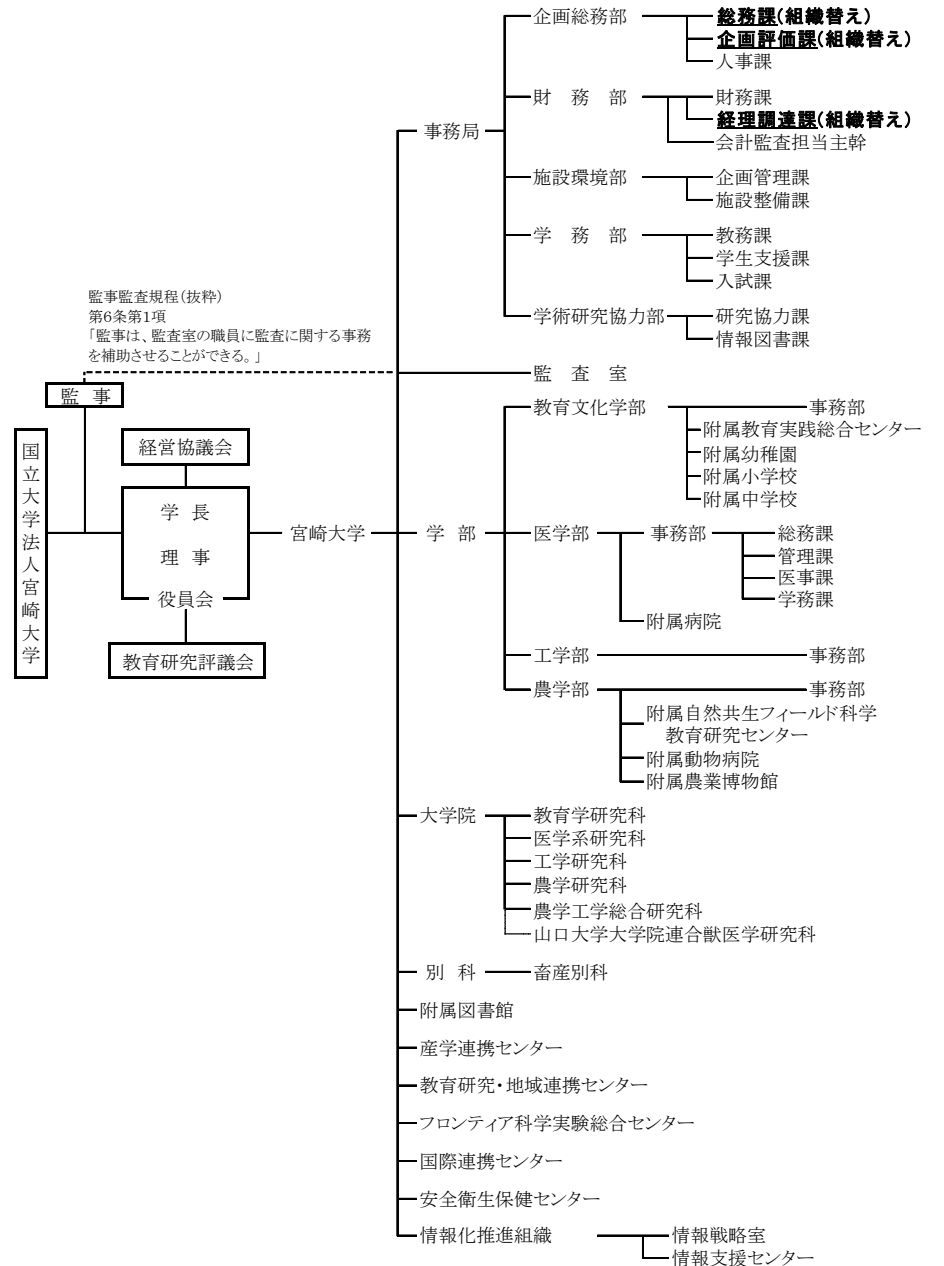 企画総務部
総務課(組織替え)
企画評価課(組織替え)
人事課
財　務　部
財務課
経理調達課(組織替え)
会計監査担当主幹
事務局
施設環境部
企画管理課
施設整備課
学　務　部
教務課
学生支援課
入試課
学術研究協力部
研究協力課
情報図書課
監事監査規程(抜粋)
第6条第1項
「監事は、監査室の職員に監査に関する事務
を補助させることができる。」
監　査　室
監　事
国立大学法人宮崎大学
経営協議会
学　長
理　事
役員会
教育研究評議会
宮崎大学
学　部
教育文化学部
事務部
附属教育実践総合センター
附属幼稚園
附属小学校
附属中学校
医学部
事務部
総務課
管理課
医事課
学務課
附属病院
工学部
事務部
農学部
事務部
附属自然共生フィールド科学
教育研究センター
附属動物病院
附属農業博物館
大学院
教育学研究科
医学系研究科
工学研究科
農学研究科
農学工学総合研究科
山口大学大学院連合獣医学研究科
別　科
畜産別科
附属図書館
産学連携センター
教育研究・地域連携センター
フロンティア科学実験総合センター
国際連携センター
安全衛生保健センター
情報化推進組織
情報戦略室
情報支援センター